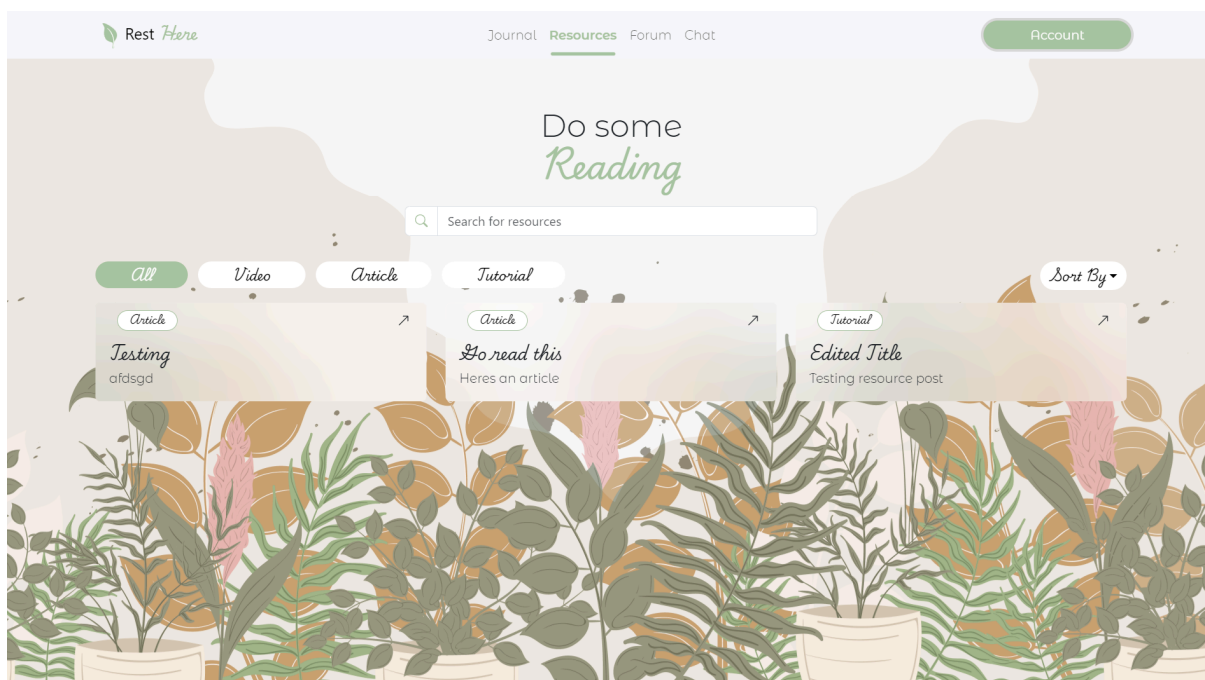 Rest Here
Journal Resources Forum Chat
Account
Do some
Reading
Search for resources
All Video Article Tutorial
Sort By
Article
Testing
afdsgd
Article
Go read this
Heres an article
Tutorial
Edited Title
Testing resource post